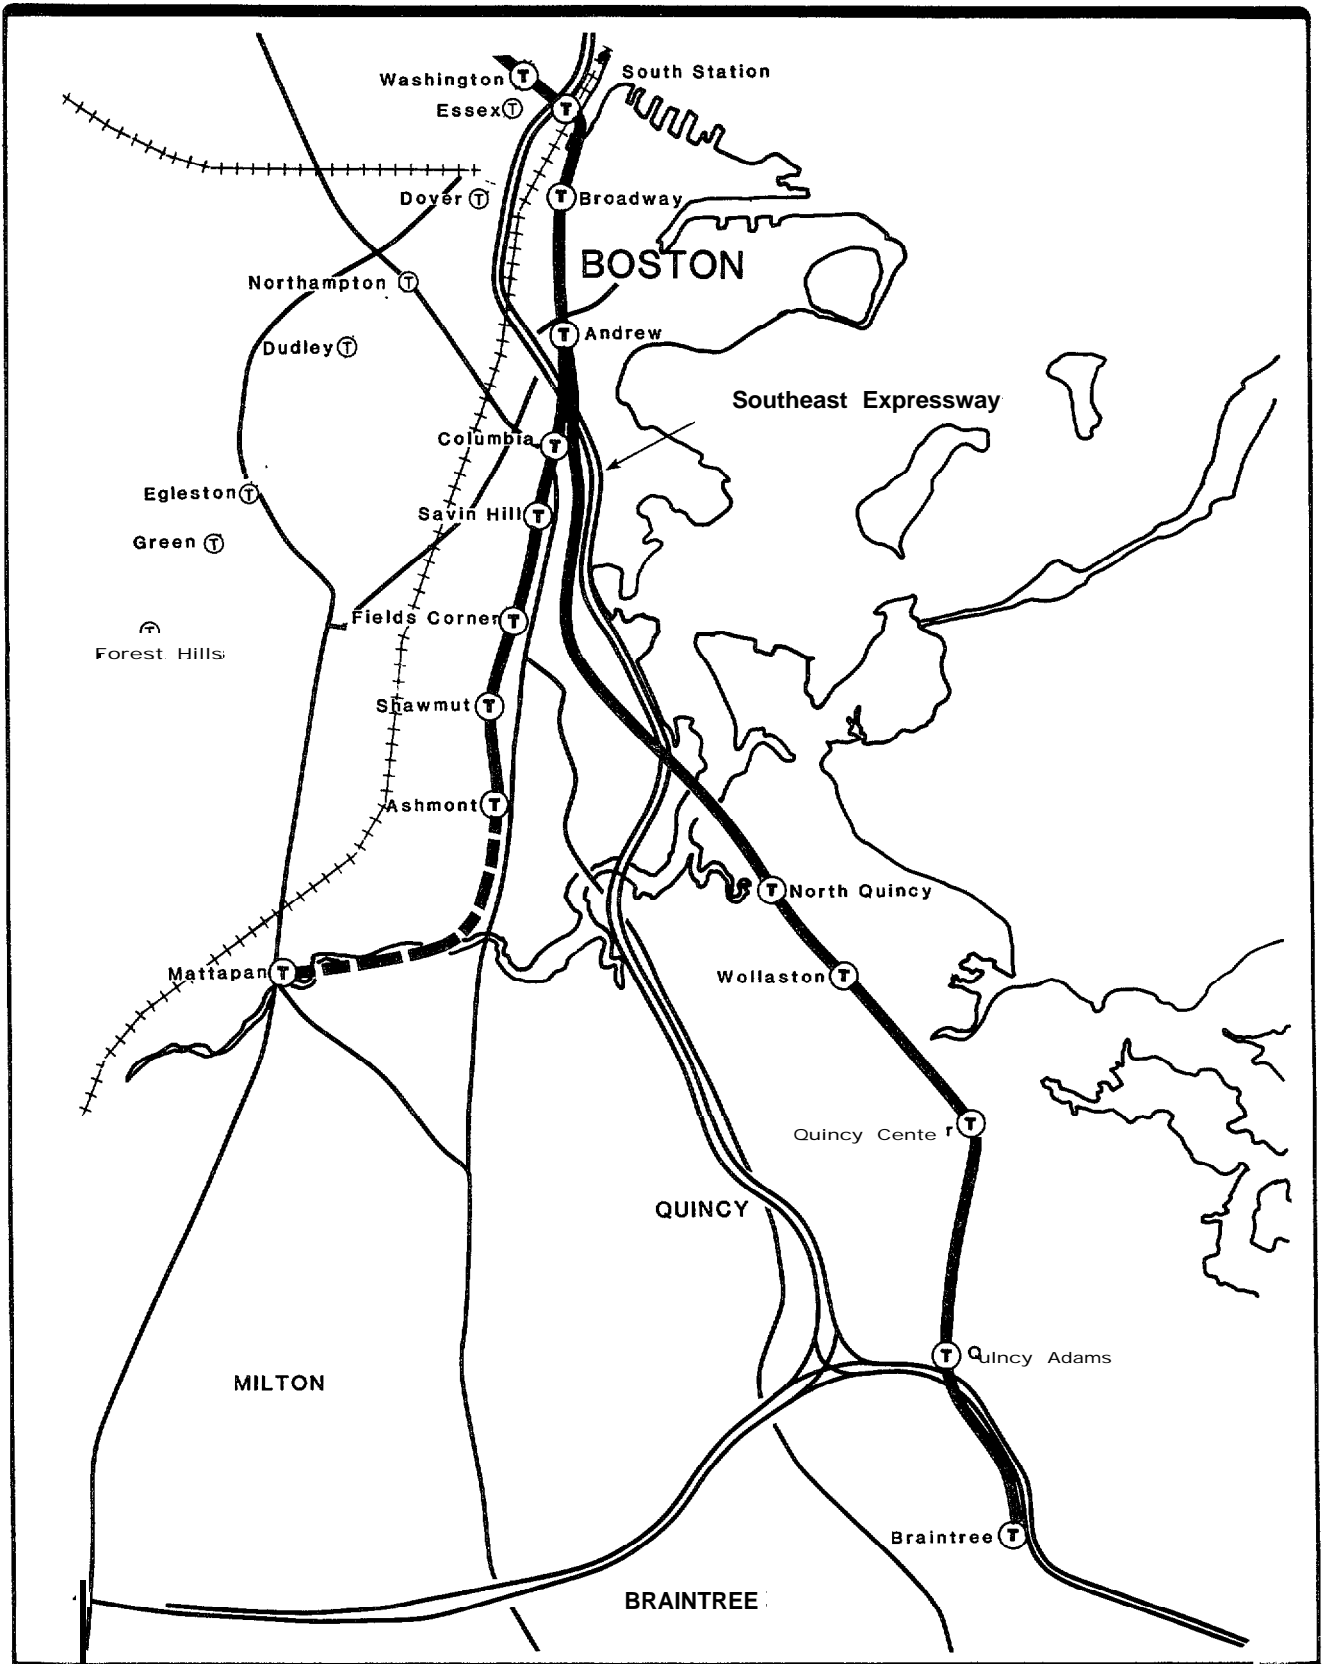 Washington T
South Station
Essex T
T
Dover T
T Broadway
BOSTON
Northampton T
T Andrew
Dudley T
Southeast Expressway
Columbia T
Egleston T
Savin Hill T
Green T
Fields Corner T
T
Forest Hills
Shawmut T
Ashmont T
T North Quincy
Mattapan T
Wollaston T
Quincy Center T
QUINCY
T Quincy Adams
MILTON
Braintree T
BRAINTREE